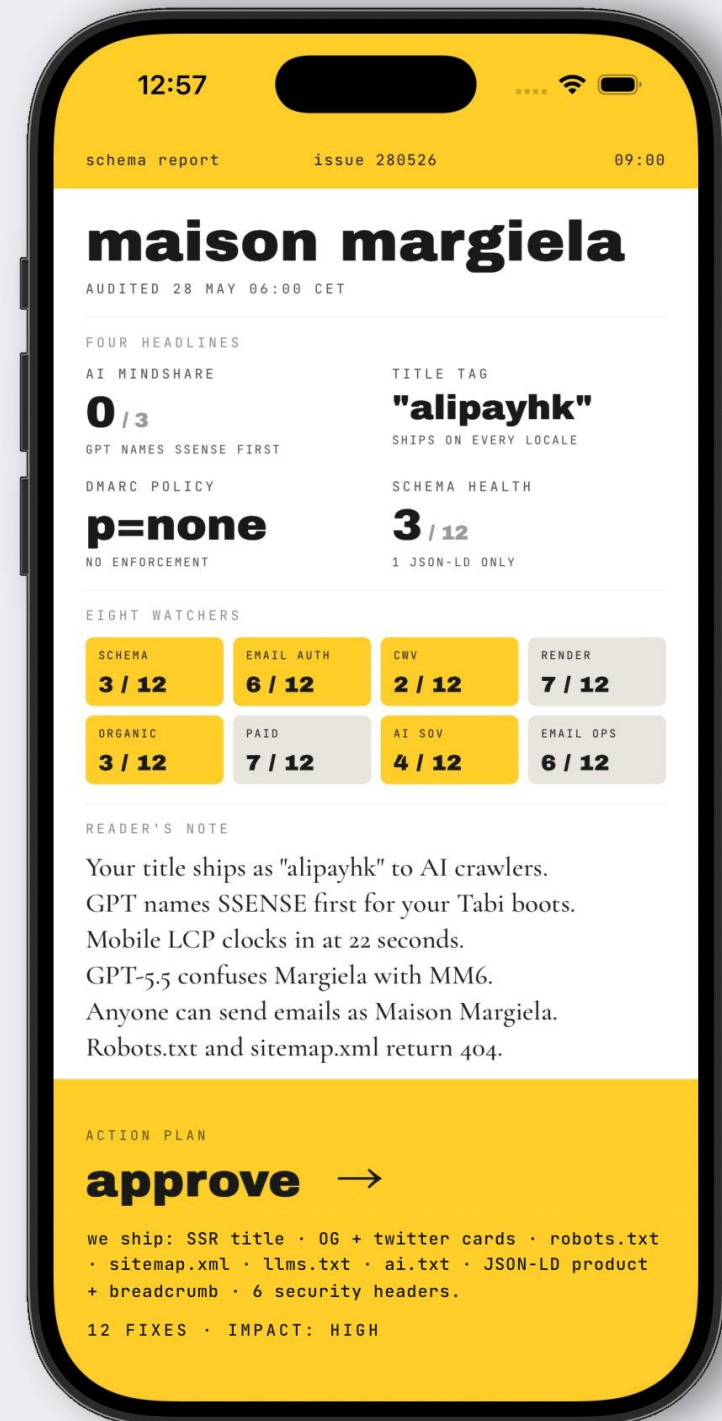 12:57
schema report issue 280526 09:00
maison margiela
AUDITED 28 MAY 06:00 CET
FOUR HEADLINES
AI MINDSHARE
0 / 3
GPT NAMES SSENSE FIRST
TITLE TAG
"alipayhk"
SHIPS ON EVERY LOCALE
DMARC POLICY
p=none
NO ENFORCEMENT
SCHEMA HEALTH
3 / 12
1 JSON-LD ONLY
EIGHT WATCHERS
SCHEMA
3 / 12
EMAIL AUTH
6 / 12
CWV
2 / 12
RENDER
7 / 12
ORGANIC
3 / 12
PAID
7 / 12
AI SOV
4 / 12
EMAIL OPS
6 / 12
READER'S NOTE
Your title ships as "alipayhk" to AI crawlers.
GPT names SSENSE first for your Tabi boots.
Mobile LCP clocks in at 22 seconds.
GPT-5.5 confuses Margiela with MM6.
Anyone can send emails as Maison Margiela.
Robots.txt and sitemap.xml return 404.
ACTION PLAN
approve →
we ship: SSR title · OG + twitter cards · robots.txt
· sitemap.xml · llms.txt · ai.txt · JSON-LD product
+ breadcrumb · 6 security headers.
12 FIXES · IMPACT: HIGH